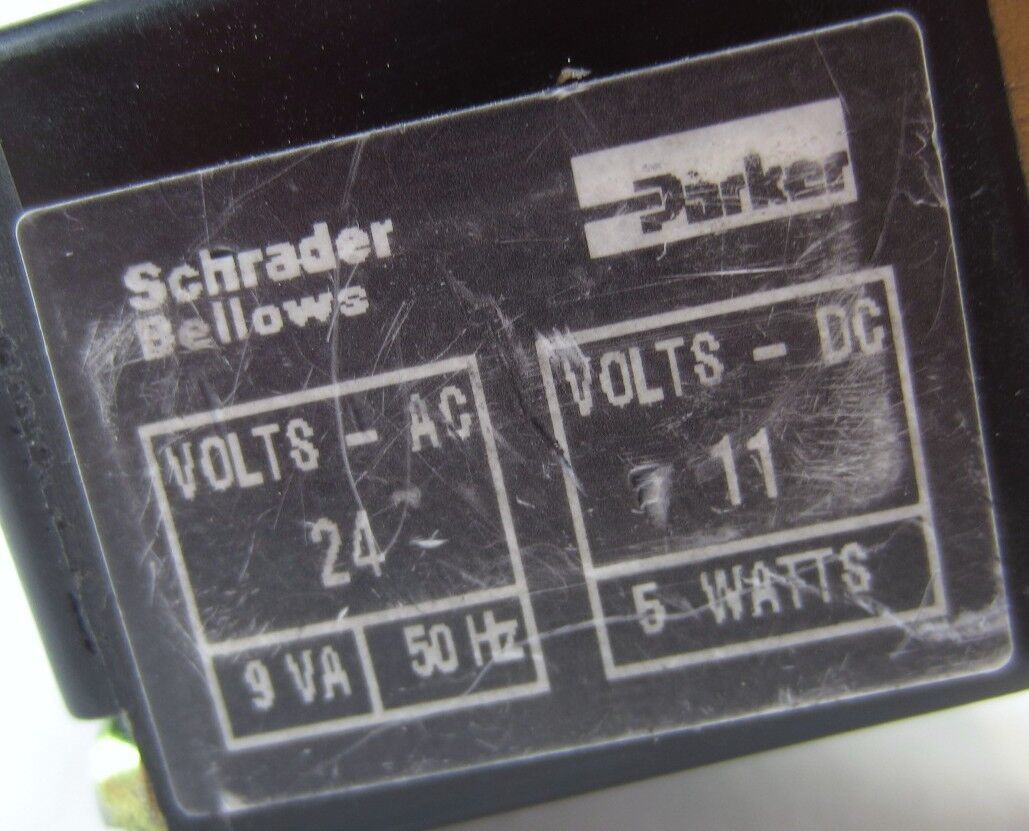 Schrader
Bellows
Parker
VOLTS - AC
24
9 VA
50 Hz
VOLTS - DC
11
5 WATTS